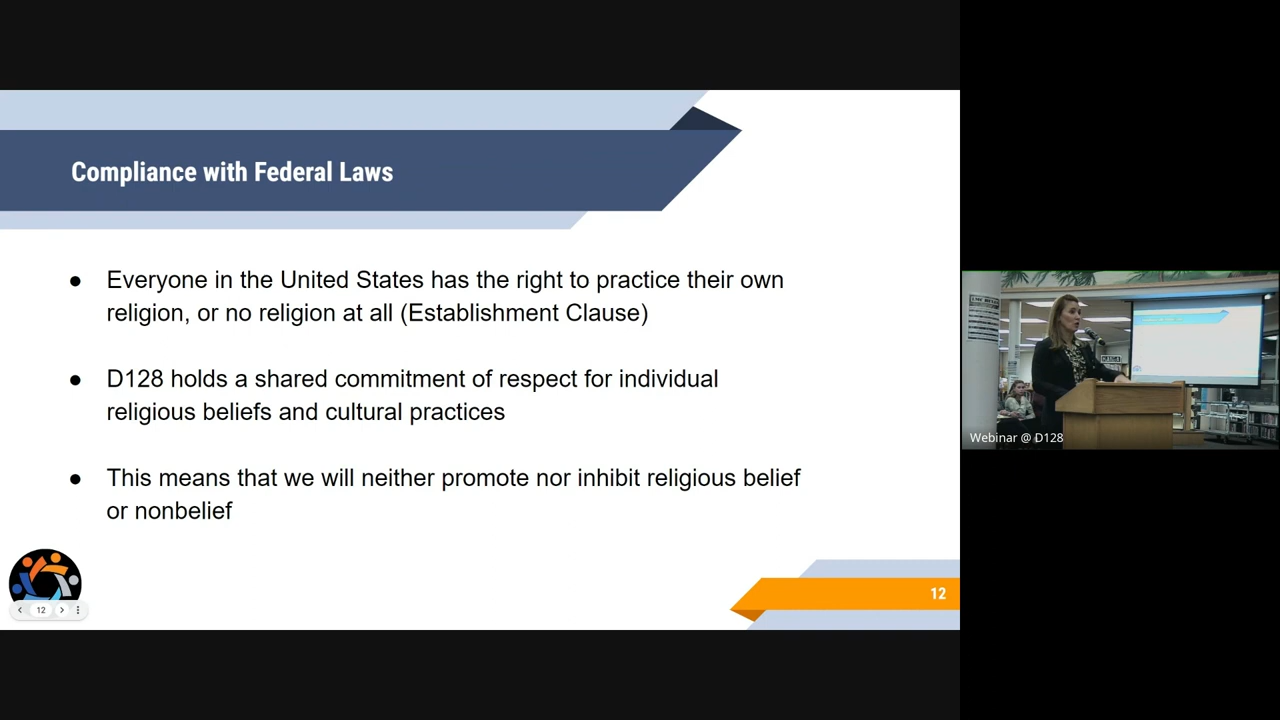 Compliance with Federal Laws
● Everyone in the United States has the right to practice their own
religion, or no religion at all (Establishment Clause)
● D128 holds a shared commitment of respect for individual
religious beliefs and cultural practices
● This means that we will neither promote nor inhibit religious belief
or nonbelief
12
12
Webinar @ D128